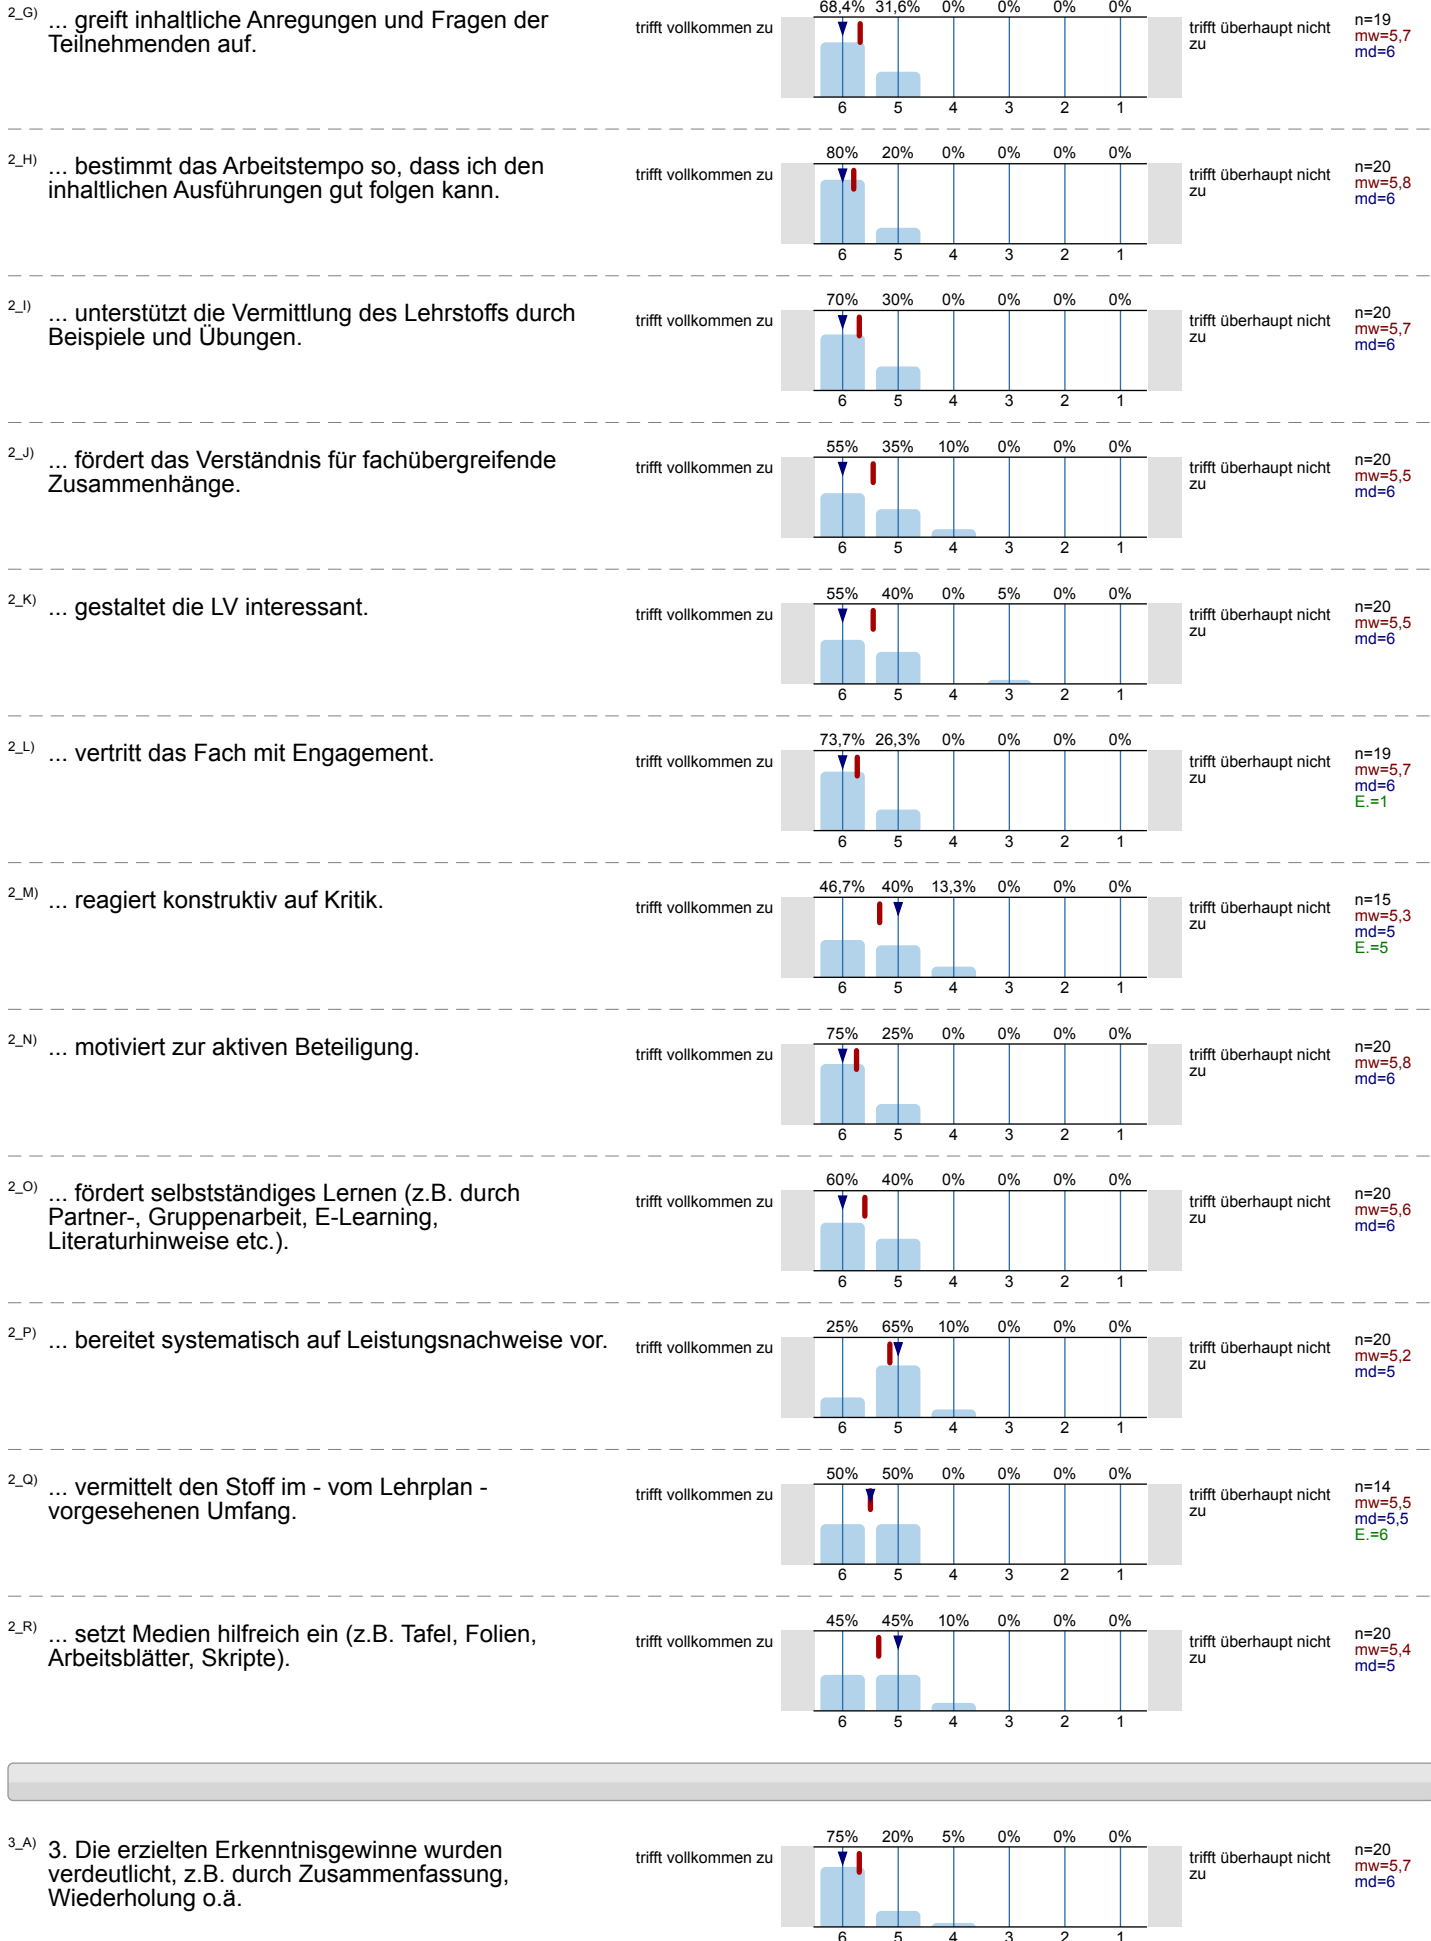 68,4% 31,6% 0% 0% 0% 0%
2_G) ... greift inhaltliche Anregungen und Fragen der
Teilnehmenden auf.
trifft vollkommen zu
trifft überhaupt nicht
zu
n=19
mw=5,7
md=6
6 5 4 3 2 1
80% 20% 0% 0% 0% 0%
2_H) ... bestimmt das Arbeitstempo so, dass ich den
inhaltlichen Ausführungen gut folgen kann.
trifft vollkommen zu
trifft überhaupt nicht
zu
n=20
mw=5,8
md=6
6 5 4 3 2 1
70% 30% 0% 0% 0% 0%
2_I) ... unterstützt die Vermittlung des Lehrstoffs durch
Beispiele und Übungen.
trifft vollkommen zu
trifft überhaupt nicht
zu
n=20
mw=5,7
md=6
6 5 4 3 2 1
55% 35% 10% 0% 0% 0%
2_J) ... fördert das Verständnis für fachübergreifende
Zusammenhänge.
trifft vollkommen zu
trifft überhaupt nicht
zu
n=20
mw=5,5
md=6
6 5 4 3 2 1
55% 40% 0% 5% 0% 0%
2_K) ... gestaltet die LV interessant.
trifft vollkommen zu
trifft überhaupt nicht
zu
n=20
mw=5,5
md=6
6 5 4 3 2 1
73,7% 26,3% 0% 0% 0% 0%
2_L) ... vertritt das Fach mit Engagement.
trifft vollkommen zu
trifft überhaupt nicht
zu
n=19
mw=5,7
md=6
E.=1
6 5 4 3 2 1
46,7% 40% 13,3% 0% 0% 0%
2_M) ... reagiert konstruktiv auf Kritik.
trifft vollkommen zu
trifft überhaupt nicht
zu
n=15
mw=5,3
md=5
E.=5
6 5 4 3 2 1
75% 25% 0% 0% 0% 0%
2_N) ... motiviert zur aktiven Beteiligung.
trifft vollkommen zu
trifft überhaupt nicht
zu
n=20
mw=5,8
md=6
6 5 4 3 2 1
60% 40% 0% 0% 0% 0%
2_O) ... fördert selbstständiges Lernen (z.B. durch
Partner-, Gruppenarbeit, E-Learning,
Literaturhinweise etc.).
trifft vollkommen zu
trifft überhaupt nicht
zu
n=20
mw=5,6
md=6
6 5 4 3 2 1
25% 65% 10% 0% 0% 0%
2_P) ... bereitet systematisch auf Leistungsnachweise vor.
trifft vollkommen zu
trifft überhaupt nicht
zu
n=20
mw=5,2
md=5
6 5 4 3 2 1
50% 50% 0% 0% 0% 0%
2_Q) ... vermittelt den Stoff im - vom Lehrplan -
vorgesehenen Umfang.
trifft vollkommen zu
trifft überhaupt nicht
zu
n=14
mw=5,5
md=5,5
E.=6
6 5 4 3 2 1
45% 45% 10% 0% 0% 0%
2_R) ... setzt Medien hilfreich ein (z.B. Tafel, Folien,
Arbeitsblätter, Skripte).
trifft vollkommen zu
trifft überhaupt nicht
zu
n=20
mw=5,4
md=5
6 5 4 3 2 1
75% 20% 5% 0% 0% 0%
3_A) 3. Die erzielten Erkenntnisgewinne wurden
verdeutlicht, z.B. durch Zusammenfassung,
Wiederholung o.ä.
trifft vollkommen zu
trifft überhaupt nicht
zu
n=20
mw=5,7
md=6
6 5 4 3 2 1